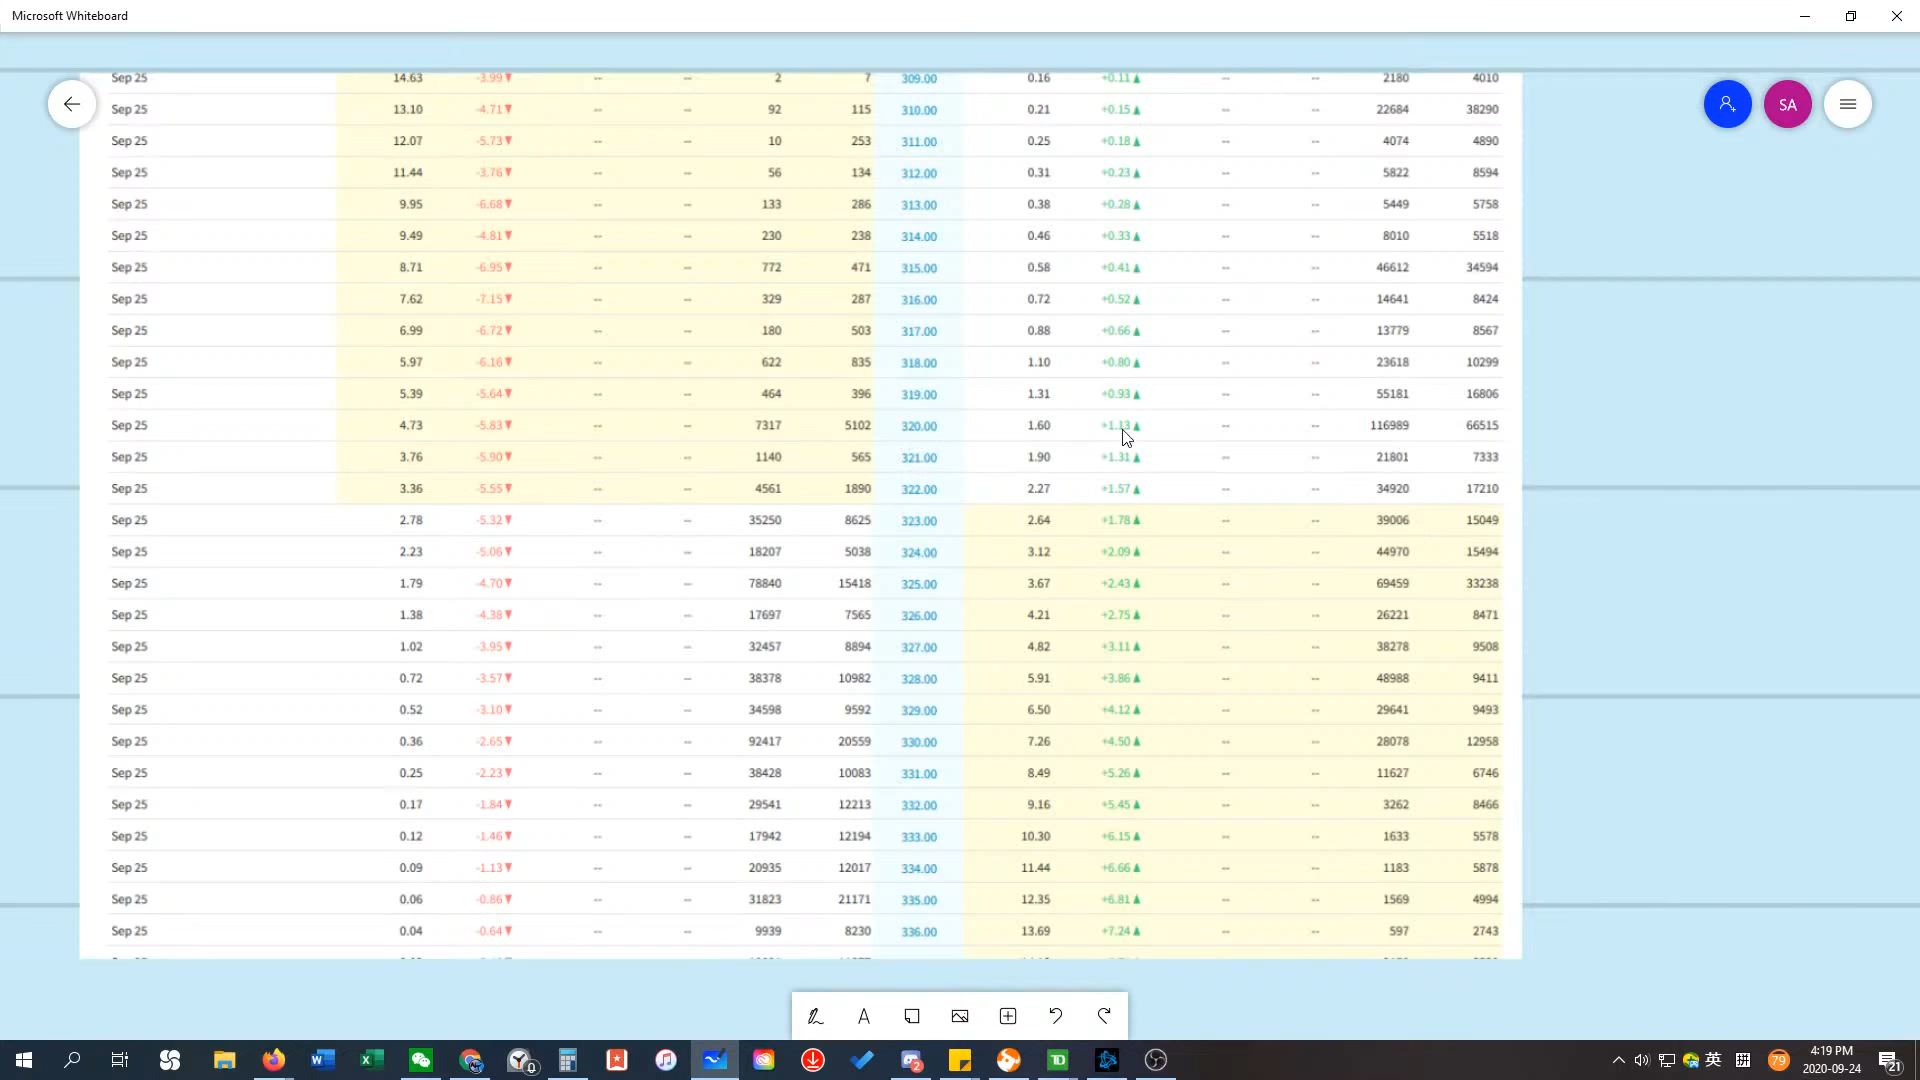 Microsoft Whiteboard
Sep 25 14.63 -3.99▼ -- -- 2 7 309.00 0.16 +0.11▲ -- -- 2180 4010
Sep 25 13.10 -4.71▼ -- -- 92 115 310.00 0.21 +0.15▲ -- -- 22684 38290
SA
Sep 25 12.07 -5.73▼ -- -- 10 253 311.00 0.25 +0.18▲ -- -- 4074 4890
Sep 25 11.44 -3.76▼ -- -- 56 134 312.00 0.31 +0.23▲ -- -- 5822 8594
Sep 25 9.95 -6.68▼ -- -- 133 286 313.00 0.38 +0.28▲ -- -- 5449 5758
Sep 25 9.49 -4.81▼ -- -- 230 238 314.00 0.46 +0.33▲ -- -- 8010 5518
Sep 25 8.71 -6.95▼ -- -- 772 471 315.00 0.58 +0.41▲ -- -- 46612 34594
Sep 25 7.62 -7.15▼ -- -- 329 287 316.00 0.72 +0.52▲ -- -- 14641 8424
Sep 25 6.99 -6.72▼ -- -- 180 503 317.00 0.88 +0.66▲ -- -- 13779 8567
Sep 25 5.97 -6.16▼ -- -- 622 835 318.00 1.10 +0.80▲ -- -- 23618 10299
Sep 25 5.39 -5.64▼ -- -- 464 396 319.00 1.31 +0.93▲ -- -- 55181 16806
Sep 25 4.73 -5.83▼ -- -- 7317 5102 320.00 1.60 +1.13▲ -- -- 116989 66515
Sep 25 3.76 -5.90▼ -- -- 1140 565 321.00 1.90 +1.31▲ -- -- 21801 7333
Sep 25 3.36 -5.55▼ -- -- 4561 1890 322.00 2.27 +1.57▲ -- -- 34920 17210
Sep 25 2.78 -5.32▼ -- -- 35250 8625 323.00 2.64 +1.78▲ -- -- 39006 15049
Sep 25 2.23 -5.06▼ -- -- 18207 5038 324.00 3.12 +2.09▲ -- -- 44970 15494
Sep 25 1.79 -4.70▼ -- -- 78840 15418 325.00 3.67 +2.43▲ -- -- 69459 33238
Sep 25 1.38 -4.38▼ -- -- 17697 7565 326.00 4.21 +2.75▲ -- -- 26221 8471
Sep 25 1.02 -3.95▼ -- -- 32457 8894 327.00 4.82 +3.11▲ -- -- 38278 9508
Sep 25 0.72 -3.57▼ -- -- 38378 10982 328.00 5.91 +3.86▲ -- -- 48988 9411
Sep 25 0.52 -3.10▼ -- -- 34598 9592 329.00 6.50 +4.12▲ -- -- 29641 9493
Sep 25 0.36 -2.65▼ -- -- 92417 20559 330.00 7.26 +4.50▲ -- -- 28078 12958
Sep 25 0.25 -2.23▼ -- -- 38428 10083 331.00 8.49 +5.26▲ -- -- 11627 6746
Sep 25 0.17 -1.84▼ -- -- 29541 12213 332.00 9.16 +5.45▲ -- -- 3262 8466
Sep 25 0.12 -1.46▼ -- -- 17942 12194 333.00 10.30 +6.15▲ -- -- 1633 5578
Sep 25 0.09 -1.13▼ -- -- 20935 12017 334.00 11.44 +6.66▲ -- -- 1183 5878
Sep 25 0.06 -0.86▼ -- -- 31823 21171 335.00 12.35 +6.81▲ -- -- 1569 4994
Sep 25 0.04 -0.64▼ -- -- 9939 8230 336.00 13.69 +7.24▲ -- -- 597 2743
英 拼 79 4:19 PM
2020-09-24
21